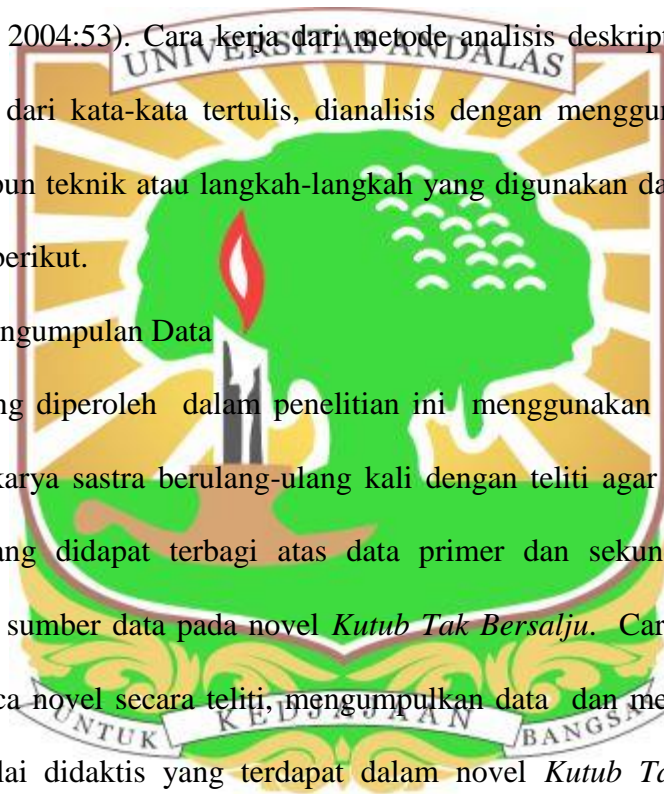 2004:53). Cara kerja dari metode analisis deskript
UNIVERSITAS ANDALAS
dari kata-kata tertulis, dianalisis dengan menggun
pun teknik atau langkah-langkah yang digunakan da
berikut.
ngumpulan Data
ng diperoleh dalam penelitian ini menggunakan
karya sastra berulang-ulang kali dengan teliti agar
ang didapat terbagi atas data primer dan sekun
sumber data pada novel Kutub Tak Bersalju. Car
ca novel secara teliti, mengumpulkan data dan me
UNTUK KEDJAJAAN BANGSA
lai didaktis yang terdapat dalam novel Kutub Ta